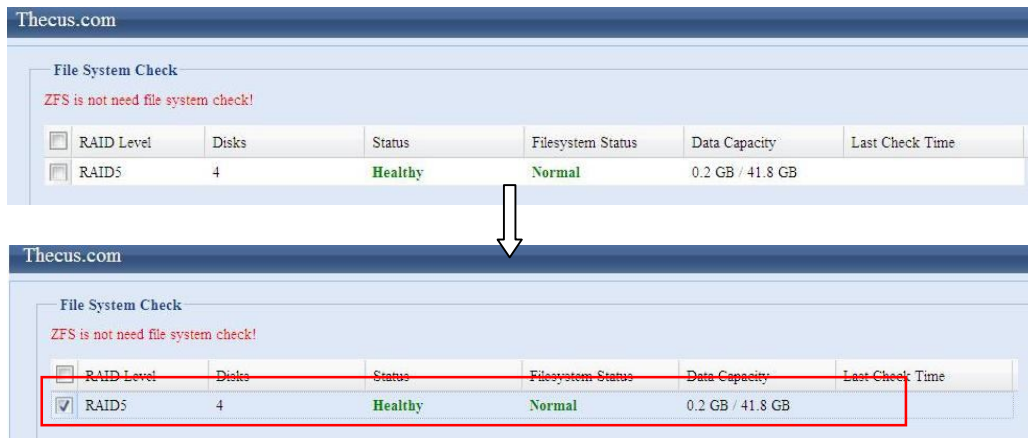 Thecus.com
File System Check
ZFS is not need file system check!
RAID Level Disks Status Filesystem Status Data Capacity Last Check Time
RAID5 4 Healthy Normal 0.2 GB / 41.8 GB
Thecus.com
File System Check
ZFS is not need file system check!
RAID Level Disks Status Filesystem Status Data Capacity Last Check Time
RAID5 4 Healthy Normal 0.2 GB / 41.8 GB